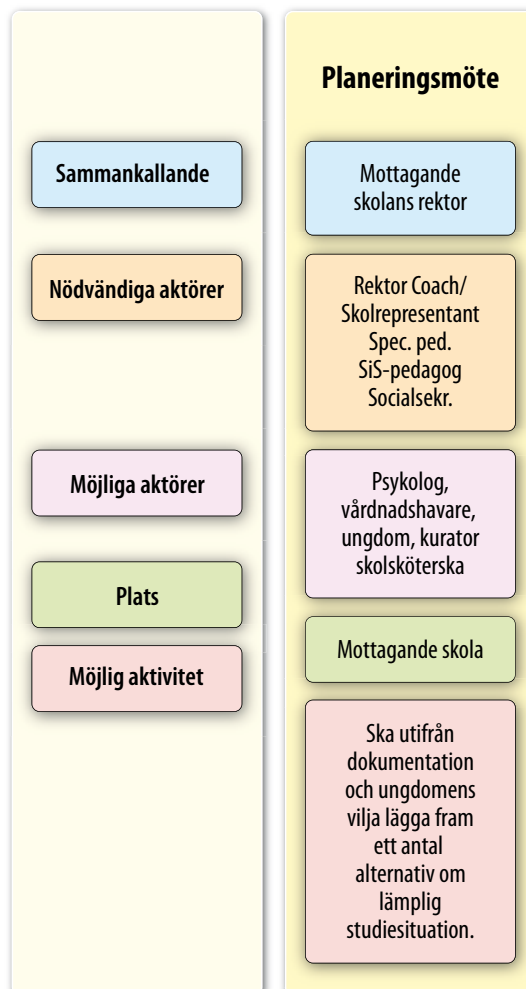 Planeringsmöte
Sammankallande
Mottagande
skolans rektor
Nödvändiga aktörer
Rektor Coach/
Skolrepresentant
Spec. ped.
SiS-pedagog
Socialsekr.
Möjliga aktörer
Psykolog,
vårdnadshavare,
ungdom, kurator
skolsköterska
Plats
Mottagande skola
Möjlig aktivitet
Ska utifrån
dokumentation
och ungdomens
vilja lägga fram
ett antal
alternativ om
lämplig
studiesituation.